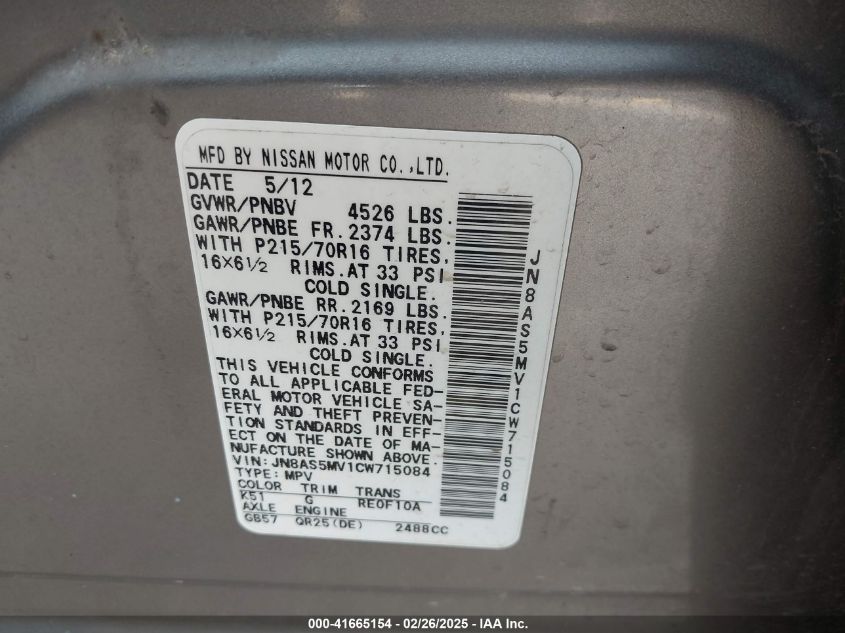 MFD BY NISSAN MOTOR CO.,LTD.
DATE 5/12
GVWR/PNBV 4526 LBS.
GAWR/PNBE FR.2374 LBS.
WITH P215/70R16 TIRES,
16X6½ RIMS.AT 33 PSI
COLD SINGLE.
GAWR/PNBE RR.2169 LBS.
WITH P215/70R16 TIRES,
16X6½ RIMS.AT 33 PSI
COLD SINGLE.
THIS VEHICLE CONFORMS
TO ALL APPLICABLE FED-
ERAL MOTOR VEHICLE SA-
FETY AND THEFT PREVEN-
TION STANDARDS IN EFF-
ECT ON THE DATE OF MA-
NUFACTURE SHOWN ABOVE.
VIN: JN8AS5MV1CW715084
TYPE: MPV
COLOR TRIM TRANS
K51 G RE0F10A
AXLE ENGINE
GB57 QR25(DE) 2488CC
JN8AS5MV1CW715084
000-41665154 - 02/26/2025 - IAA Inc.